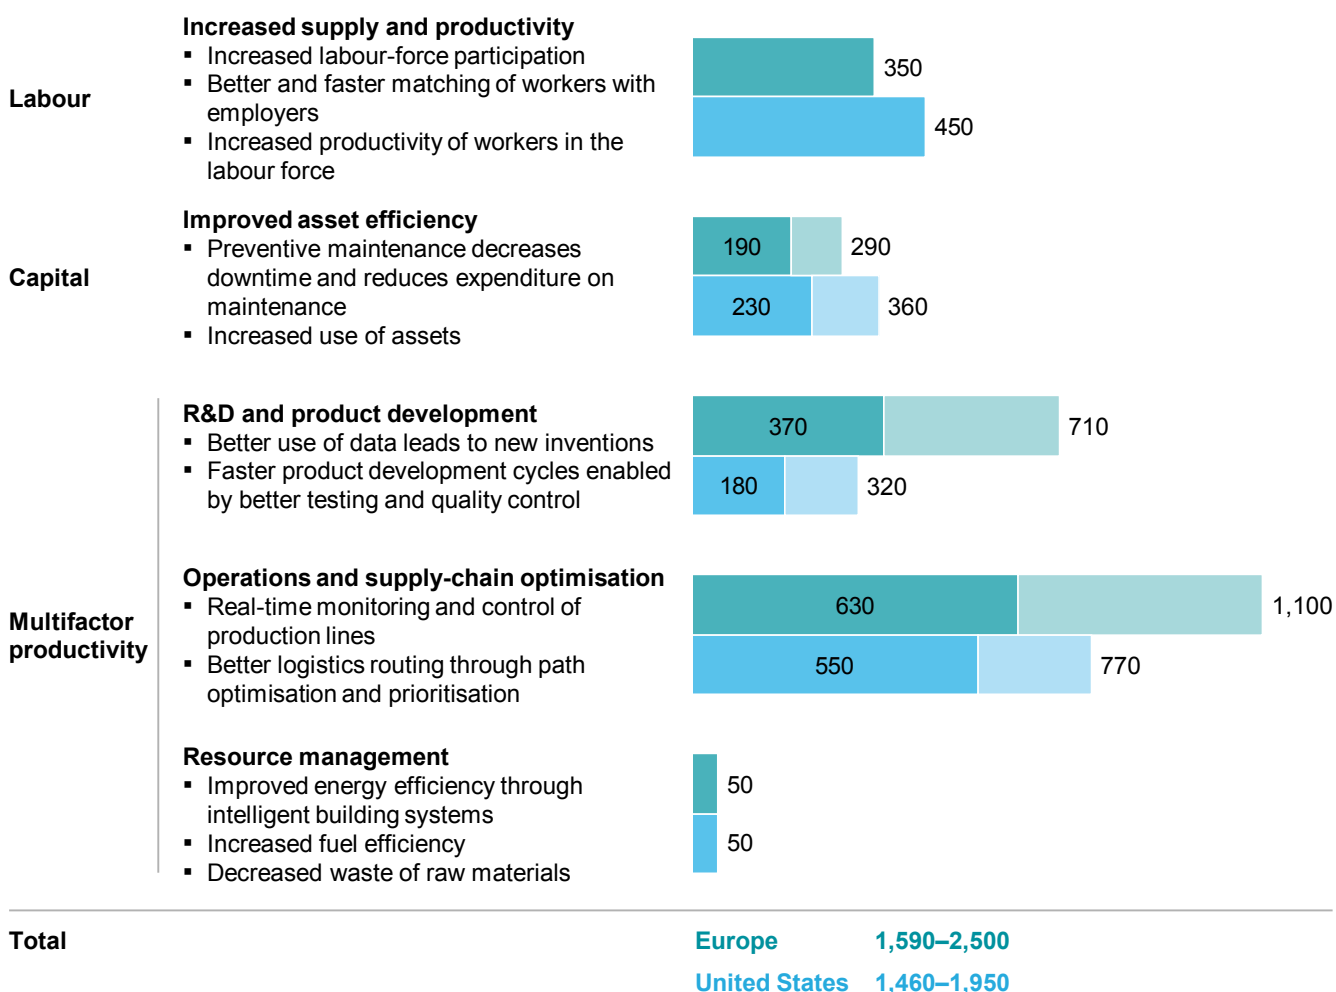 Labour
Increased supply and productivity
▪ Increased labour-force participation
▪ Better and faster matching of workers with
employers
▪ Increased productivity of workers in the
labour force
350
450
Capital
Improved asset efficiency
▪ Preventive maintenance decreases
downtime and reduces expenditure on
maintenance
▪ Increased use of assets
190 290
230 360
Multifactor
productivity
R&D and product development
▪ Better use of data leads to new inventions
▪ Faster product development cycles enabled
by better testing and quality control
370 710
180 320
Operations and supply-chain optimisation
▪ Real-time monitoring and control of
production lines
▪ Better logistics routing through path
optimisation and prioritisation
630 1,100
550 770
Resource management
▪ Improved energy efficiency through
intelligent building systems
▪ Increased fuel efficiency
▪ Decreased waste of raw materials
50
50
Total
Europe 1,590–2,500
United States 1,460–1,950